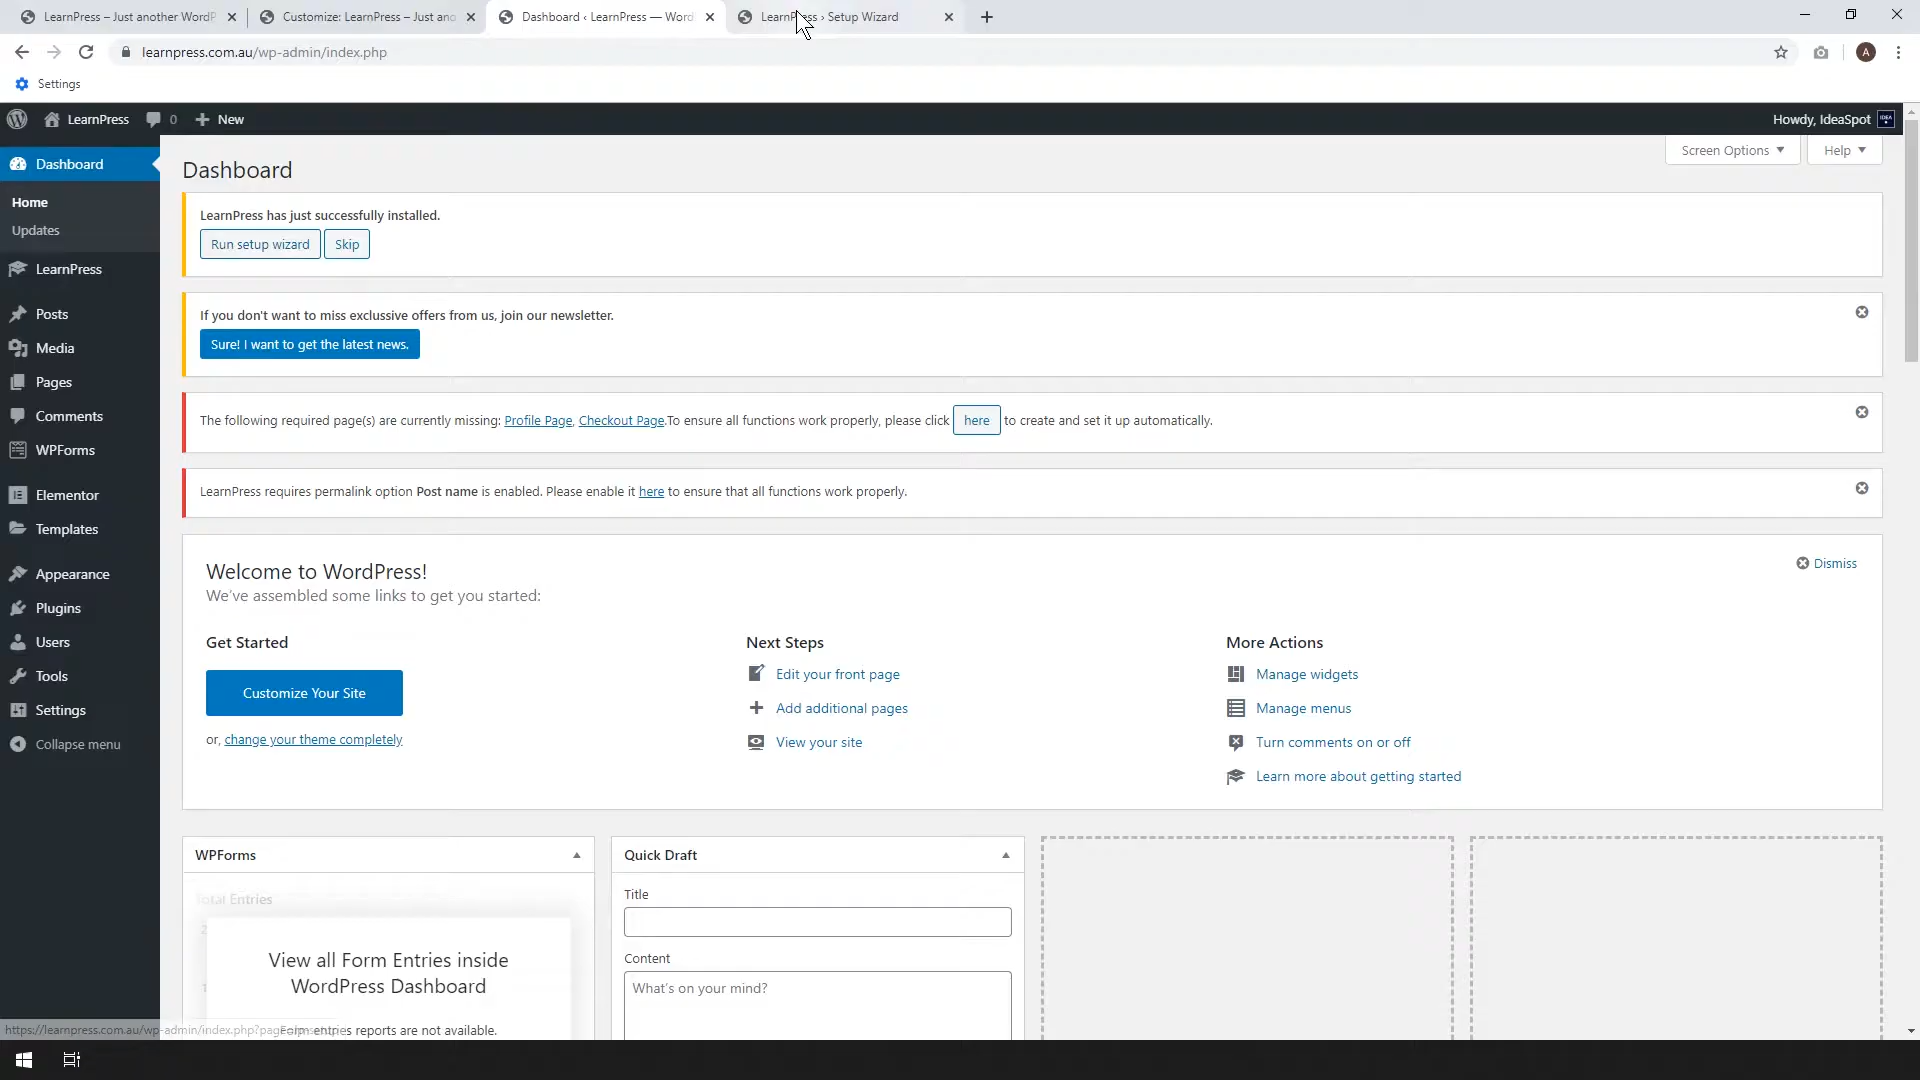 LearnPress – Just another WordP
Customize: LearnPress – Just ano
Dashboard ‹ LearnPress — Word
LearnPress › Setup Wizard
learnpress.com.au/wp-admin/index.php
A
Settings
LearnPress
0
New
Howdy, IdeaSpot
Dashboard
Home
Updates
LearnPress
Posts
Media
Pages
Comments
WPForms
Elementor
Templates
Appearance
Plugins
Users
Tools
Settings
Collapse menu
Screen Options
Help
Dashboard
LearnPress has just successfully installed.
Run setup wizard
Skip
If you don't want to miss exclussive offers from us, join our newsletter.
Sure! I want to get the latest news.
The following required page(s) are currently missing: Profile Page, Checkout Page.To ensure all functions work properly, please click here to create and set it up automatically.
LearnPress requires permalink option Post name is enabled. Please enable it here to ensure that all functions work properly.
Welcome to WordPress!
We've assembled some links to get you started:
Dismiss
Get Started
Customize Your Site
or, change your theme completely
Next Steps
Edit your front page
Add additional pages
View your site
More Actions
Manage widgets
Manage menus
Turn comments on or off
Learn more about getting started
WPForms
Total Entries
View all Form Entries inside
WordPress Dashboard
Form entries reports are not available.
Quick Draft
Title
Content
What's on your mind?
https://learnpress.com.au/wp-admin/index.php?page=